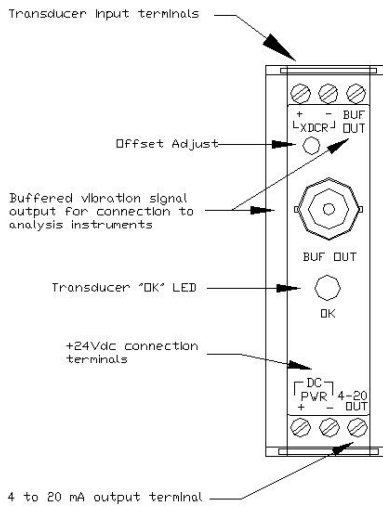 Transducer Input terminals
+ - BUF
XDCR OUT
Offset Adjust
Buffered vibration signal
output for connection to
analysis instruments
BUF OUT
Transducer "OK" LED
OK
+24Vdc connection
terminals
DC
PWR 4-20
+ - OUT
4 to 20 mA output terminal